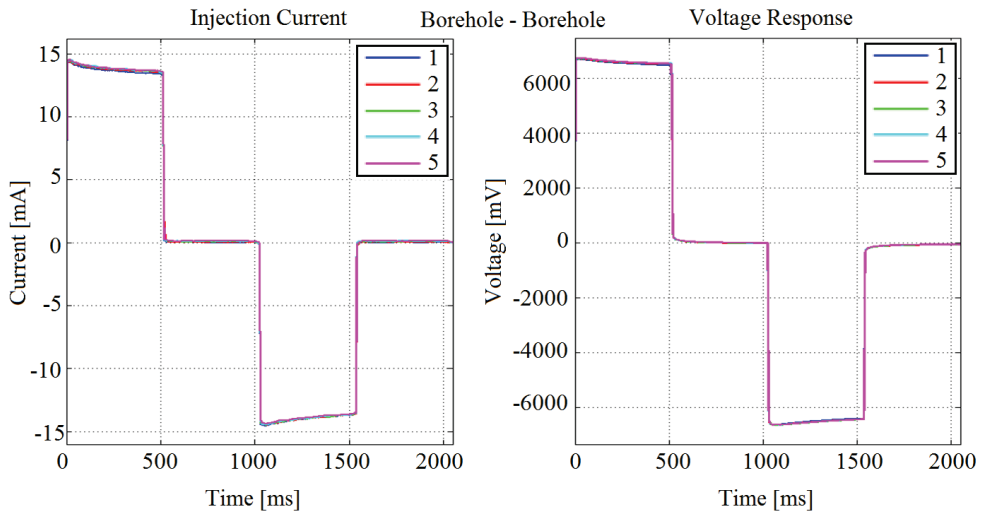 Injection Current
Borehole - Borehole
Voltage Response
15
10
5
0
-5
-10
-15
Current [mA]
0 500 1000 1500 2000
Time [ms]
1
2
3
4
5
6000
4000
2000
0
-2000
-4000
-6000
Voltage [mV]
0 500 1000 1500 2000
Time [ms]
1
2
3
4
5